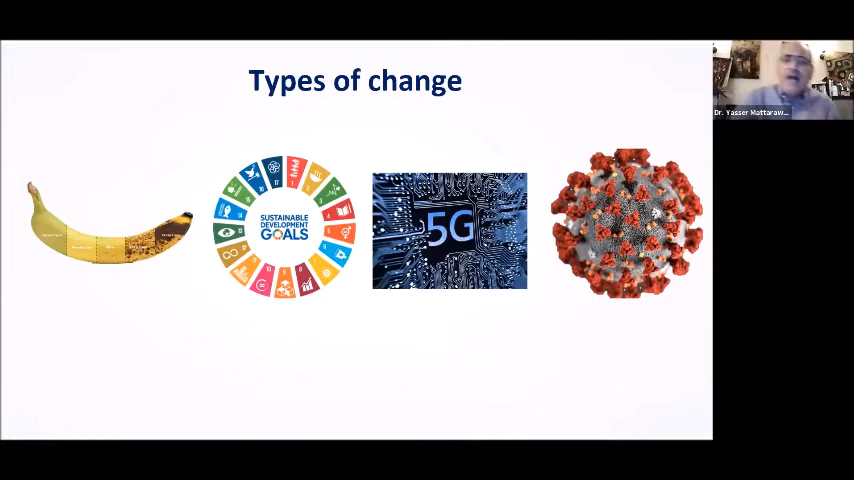 Types of change
SUSTAINABLE
DEVELOPMENT
GOALS
5G
Dr. Yasser Mattaraw...